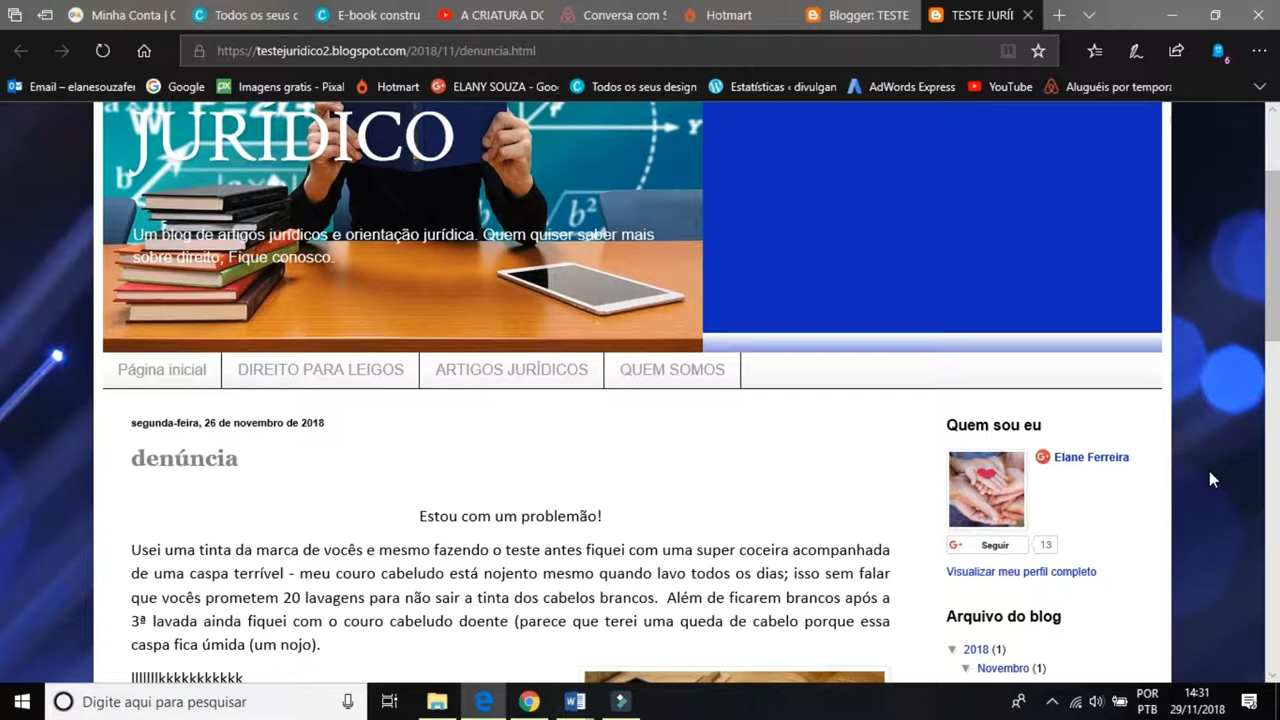 Minha Conta | C
Todos os seus c
E-book constru
A CRIATURA DO
Conversa com S
Hotmart
Blogger: TESTE
TESTE JURÍI
https://testejuridico2.blogspot.com/2018/11/denuncia.html
6
Email – elanesouzafer
Google
Imagens gratis - Pixal
Hotmart
ELANY SOUZA - Goo
Todos os seus design
Estatísticas ‹ divulgan
AdWords Express
YouTube
Aluguéis por tempora
JURÍDICO
Um blog de artigos jurídicos e orientação jurídica. Quem quiser saber mais
sobre direito, Fique conosco.
Página inicial
DIREITO PARA LEIGOS
ARTIGOS JURÍDICOS
QUEM SOMOS
segunda-feira, 26 de novembro de 2018
denúncia
Estou com um problemão!
Usei uma tinta da marca de vocês e mesmo fazendo o teste antes fiquei com uma super coceira acompanhada
de uma caspa terrível - meu couro cabeludo está nojento mesmo quando lavo todos os dias; isso sem falar
que vocês prometem 20 lavagens para não sair a tinta dos cabelos brancos. Além de ficarem brancos após a
3ª lavada ainda fiquei com o couro cabeludo doente (parece que terei uma queda de cabelo porque essa
caspa fica úmida (um nojo).
lllllllkkkkkkkkkkk
Quem sou eu
Elane Ferreira
Seguir 13
Visualizar meu perfil completo
Arquivo do blog
▼ 2018 (1)
▼ Novembro (1)
Digite aqui para pesquisar
POR
PTB
14:31
29/11/2018